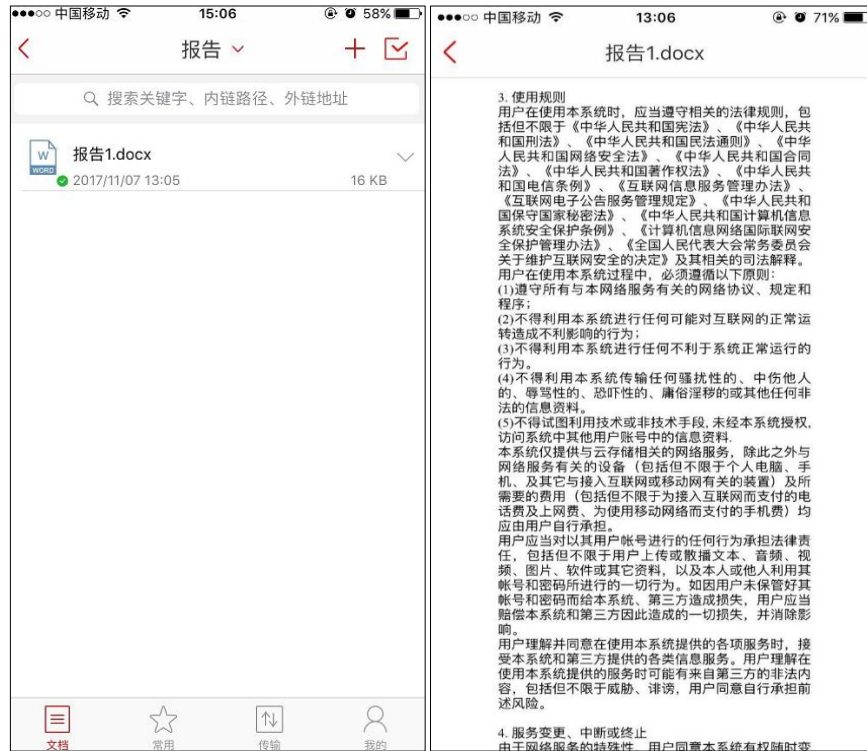 中国移动 15:06 58%
报告
搜索关键字、内链路径、外链地址
W
WORD
报告1.docx
2017/11/07 13:05 16 KB
文档 常用 传输 我的
中国移动 13:06 71%
报告1.docx
3. 使用规则
用户在使用本系统时，应当遵守相关的法律规则，包
括但不限于《中华人民共和国宪法》、《中华人民共
和国刑法》、《中华人民共和国民法通则》、《中华
人民共和国网络安全法》、《中华人民共和国合同
法》、《中华人民共和国著作权法》、《中华人民共
和国电信条例》、《互联网信息服务管理办法》、
《互联网电子公告服务管理规定》、《中华人民共和
国保守国家秘密法》、《中华人民共和国计算机信息
系统安全保护条例》、《计算机信息网络国际联网安
全保护管理办法》、《全国人民代表大会常务委员会
关于维护互联网安全的决定》及其相关的司法解释。
用户在使用本系统过程中，必须遵循以下原则：
(1)遵守所有与本网络服务有关的网络协议、规定和
程序；
(2)不得利用本系统进行任何可能对互联网的正常运
转造成不利影响的行为；
(3)不得利用本系统进行任何不利于系统正常运行的
行为。
(4)不得利用本系统传输任何骚扰性的、中伤他人
的、辱骂性的、恐吓性的、庸俗淫秽的或其他任何非
法的信息资料。
(5)不得试图利用技术或非技术手段,未经本系统授权,
访问系统中其他用户账号中的信息资料.
本系统仅提供与云存储相关的网络服务，除此之外与
网络服务有关的设备（包括但不限于个人电脑、手
机、及其它与接入互联网或移动网有关的装置）及所
需要的费用（包括但不限于为接入互联网而支付的电
话费及上网费、为使用移动网络而支付的手机费）均
应由用户自行承担。
用户应当对以其用户帐号进行的任何行为承担法律责
任，包括但不限于用户上传或散播文本、音频、视
频、图片、软件或其它资料，以及本人或他人利用其
帐号和密码所进行的一切行为。如因用户未保管好其
帐号和密码而给本系统、第三方造成损失，用户应当
赔偿本系统和第三方因此造成的一切损失，并消除影
响。
用户理解并同意在使用本系统提供的各项服务时，接
受本系统和第三方提供的各类信息服务。用户理解在
使用本系统提供的服务时可能有来自第三方的非法内
容，包括但不限于威胁、诽谤，用户同意自行承担前
述风险。
4. 服务变更、中断或终止
由于网络服务的特殊性，用户同意本系统有权随时变